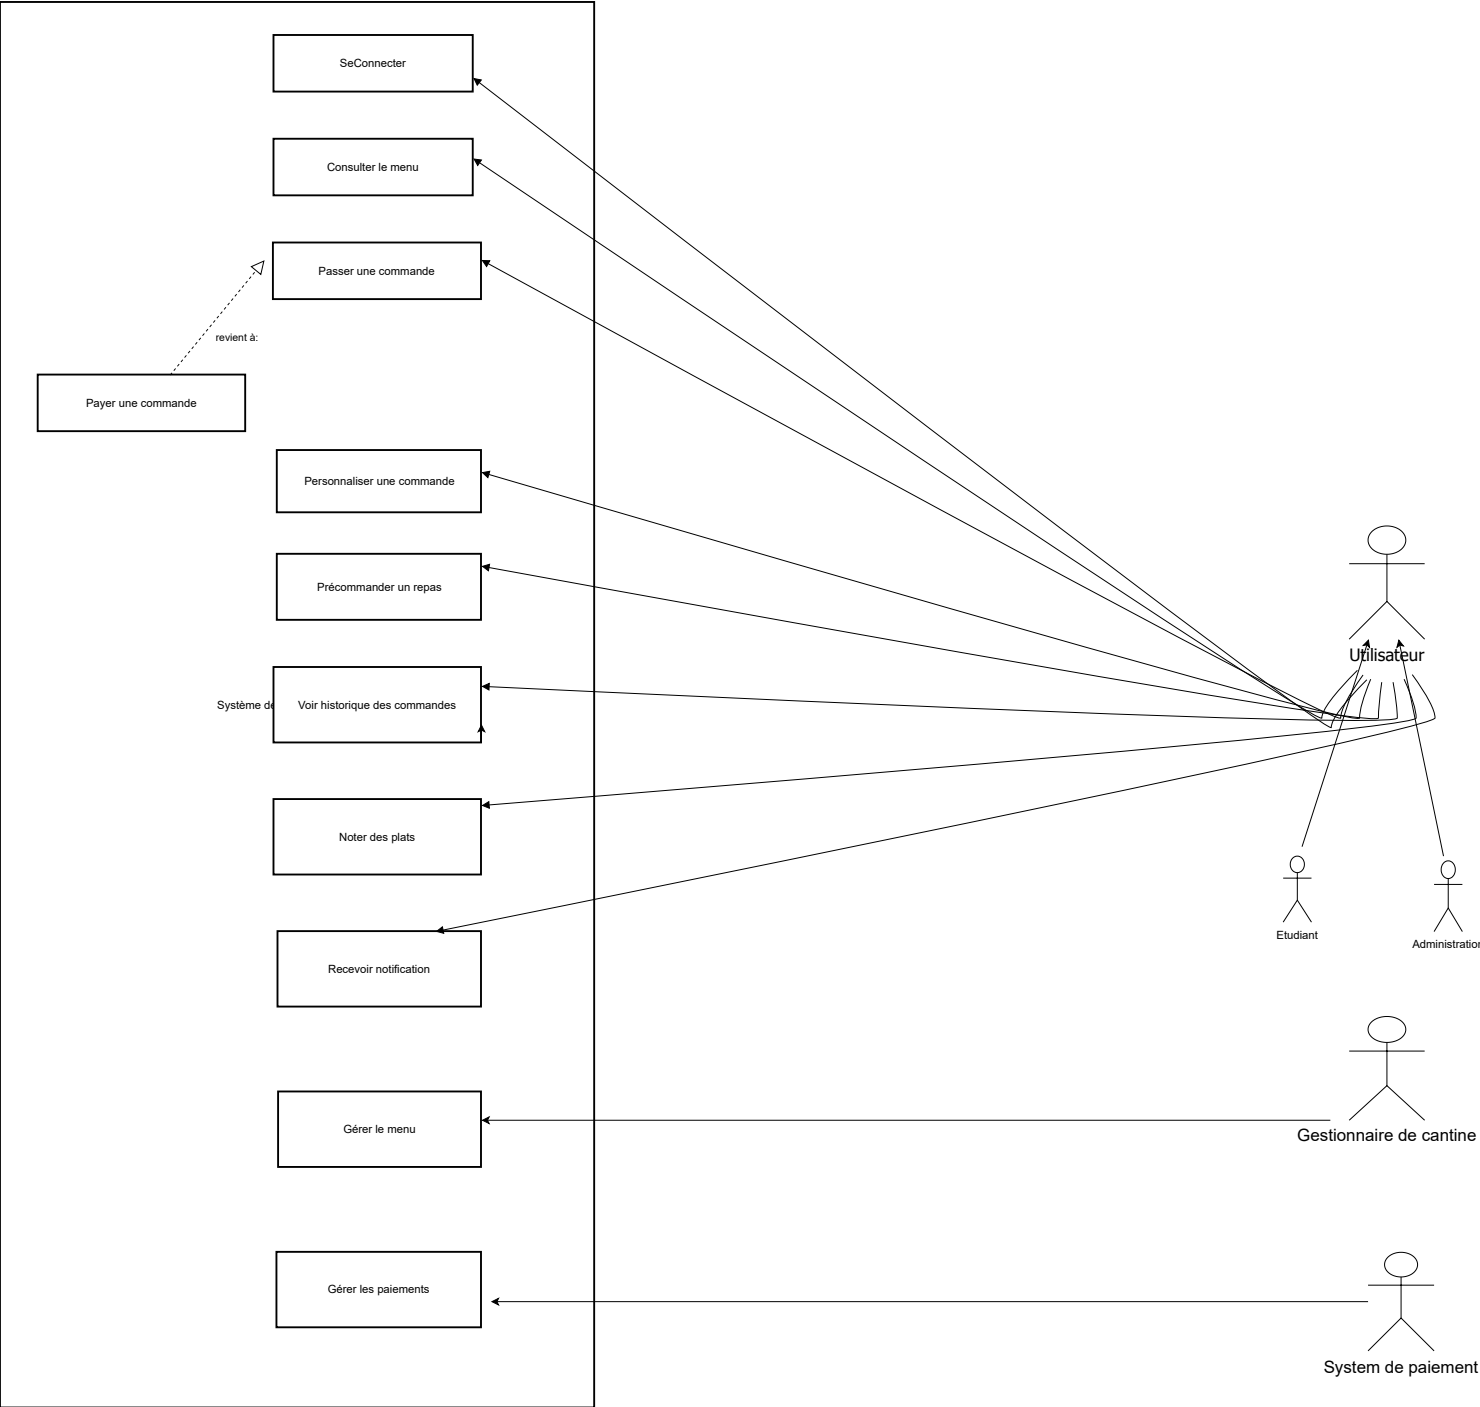 SeConnecter
Consulter le menu
Passer une commande
revient à:
Payer une commande
Personnaliser une commande
Précommander un repas
Utilisateur
Système de
Voir historique des commandes
Noter des plats
Etudiant
Administration
Recevoir notification
Gérer le menu
Gestionnaire de cantine
Gérer les paiements
System de paiement